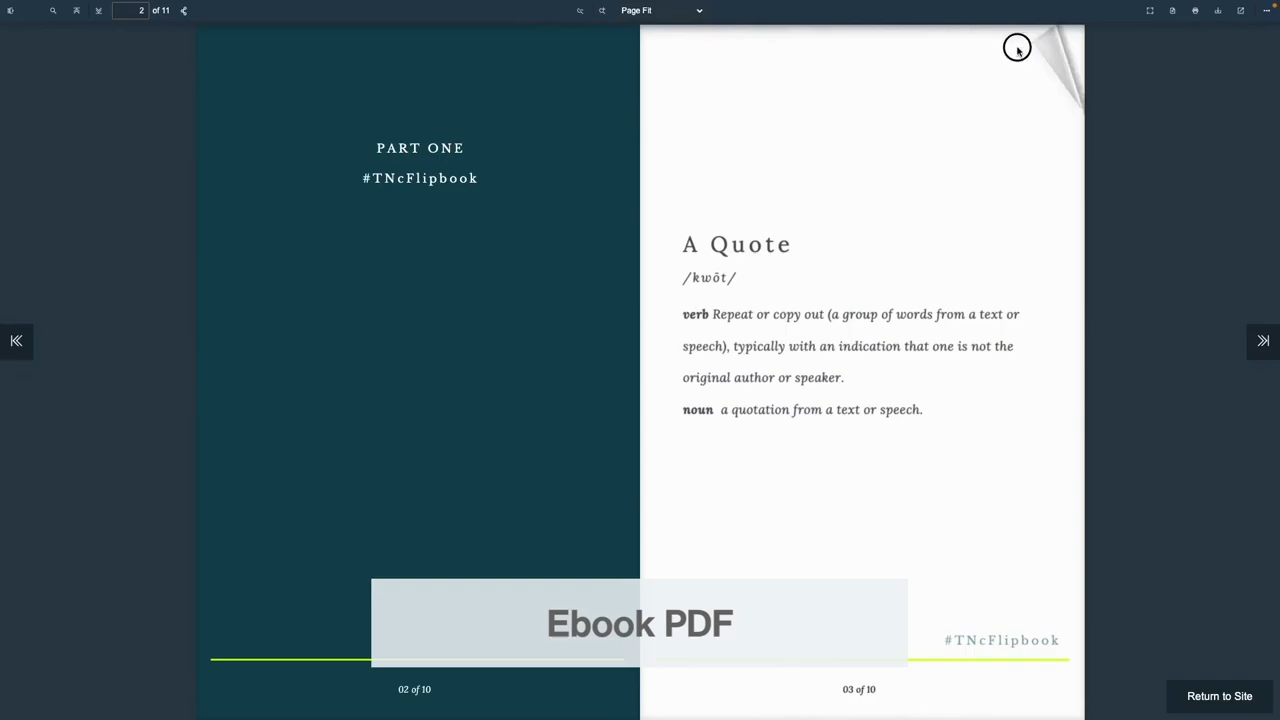 2 of 11
Page Fit
PART ONE
#TNcFlipbook
A Quote
/kwōt/
verb Repeat or copy out (a group of words from a text or
speech), typically with an indication that one is not the
original author or speaker.
noun a quotation from a text or speech.
Ebook PDF
#TNcFlipbook
02 of 10
03 of 10
Return to Site